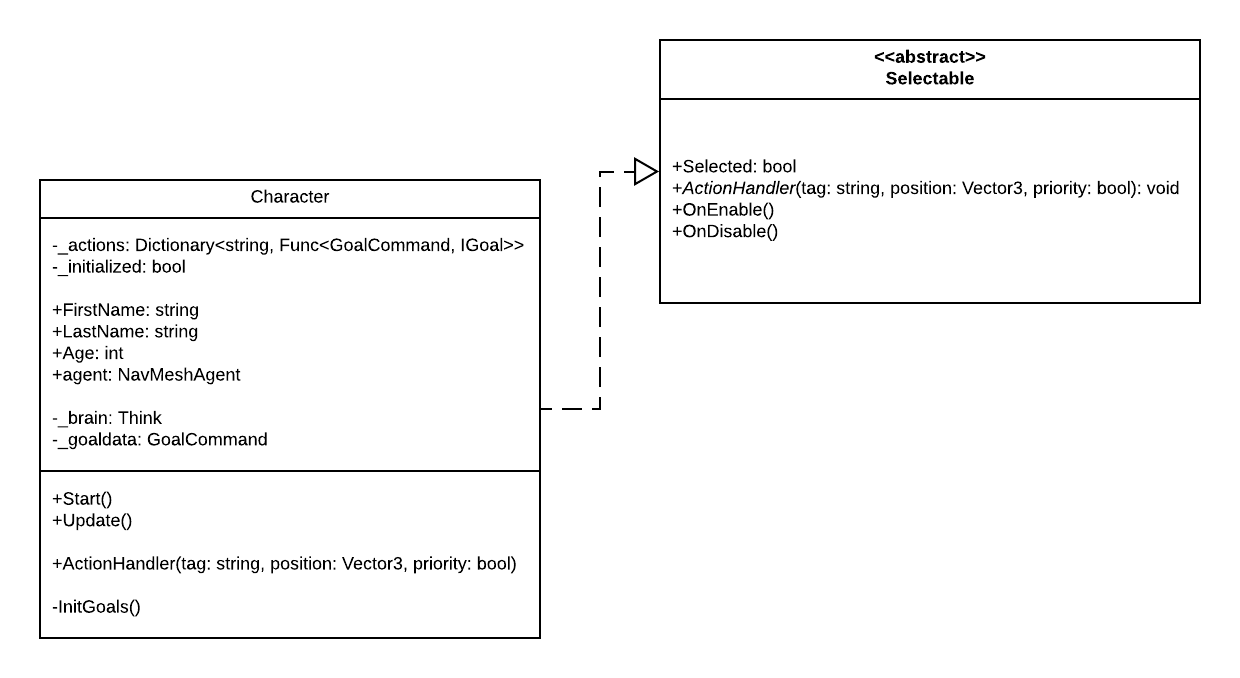 <<abstract>>
Selectable
+Selected: bool
+ActionHandler(tag: string, position: Vector3, priority: bool): void
+OnEnable()
+OnDisable()
Character
-_actions: Dictionary<string, Func<GoalCommand, IGoal>>
-_initialized: bool
+FirstName: string
+LastName: string
+Age: int
+agent: NavMeshAgent
-_brain: Think
-_goaldata: GoalCommand
+Start()
+Update()
+ActionHandler(tag: string, position: Vector3, priority: bool)
-InitGoals()